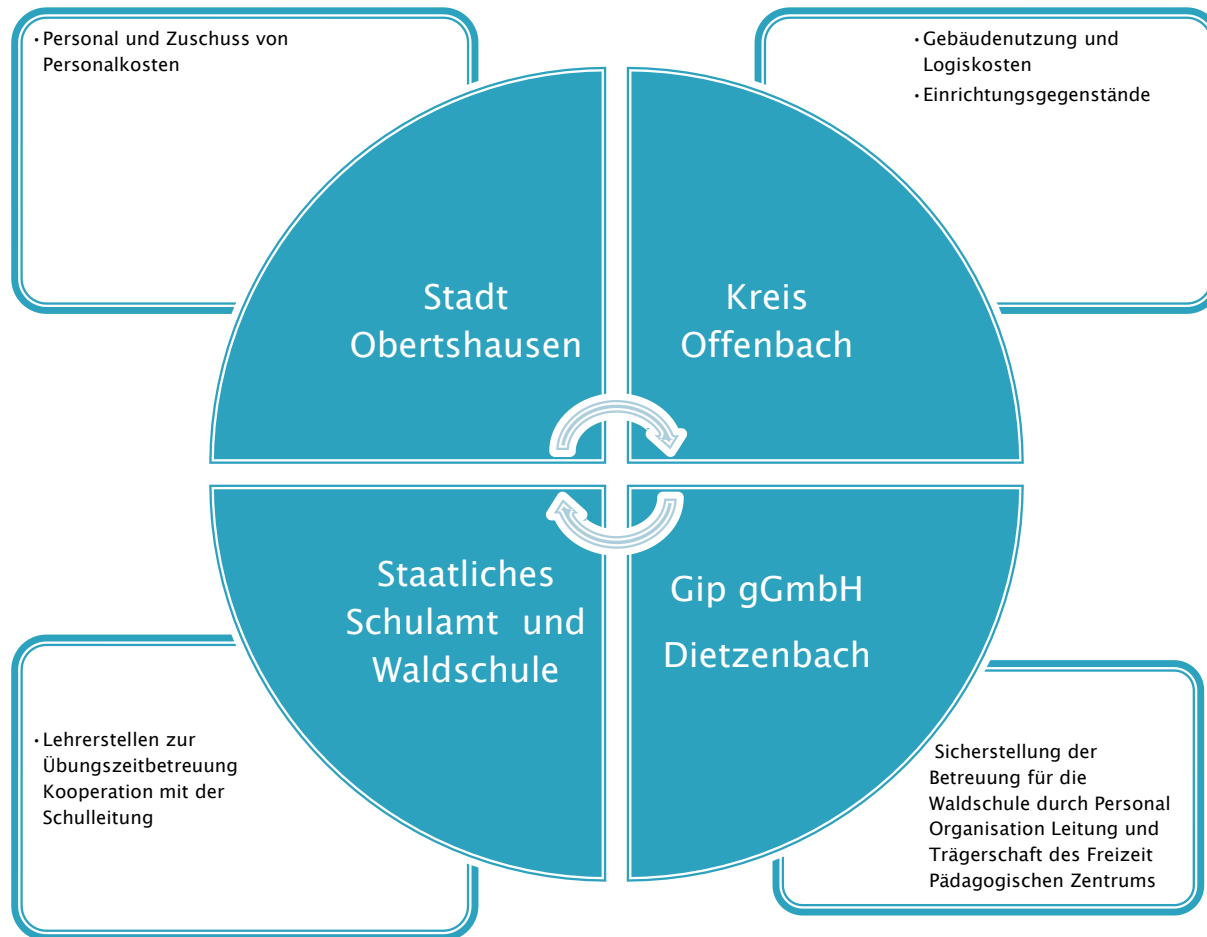 · Personal und Zuschuss von
Personalkosten
· Gebäudenutzung und
Logiskosten
· Einrichtungsgegenstände
Stadt
Obertshausen
Kreis
Offenbach
Staatliches
Schulamt und
Waldschule
Gip gGmbH
Dietzenbach
· Lehrerstellen zur
Übungszeitbetreuung
Kooperation mit der
Schulleitung
Sicherstellung der
Betreuung für die
Waldschule durch Personal
Organisation Leitung und
Trägerschaft des Freizeit
Pädagogischen Zentrums